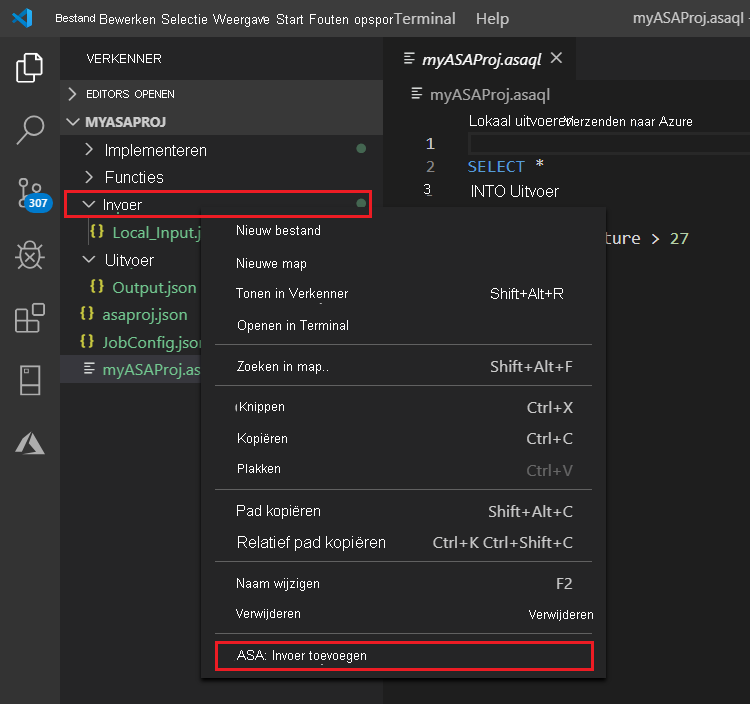 Bestand Bewerken Selectie Weergave Start Fouten opspor Terminal Help myASAProj.asaql
VERKENNER
EDITORS OPENEN
MYASAPROJ
Implementeren
Functies
Invoer
{} Local_Input.j
Uitvoer
{} Output.json
{} asaproj.json
{} JobConfig.json
myASAProj.as
307
myASAProj.asaql
myASAProj.asaql
Lokaal uitvoeren Verzenden naar Azure
1
2 SELECT *
3 INTO Uitvoer
ture > 27
Nieuw bestand
Nieuwe map
Tonen in Verkenner Shift+Alt+R
Openen in Terminal
Zoeken in map.. Shift+Alt+F
Knippen Ctrl+X
Kopiëren Ctrl+C
Plakken Ctrl+V
Pad kopiëren Shift+Alt+C
Relatief pad kopiëren Ctrl+K Ctrl+Shift+C
Naam wijzigen F2
Verwijderen Verwijderen
ASA: Invoer toevoegen